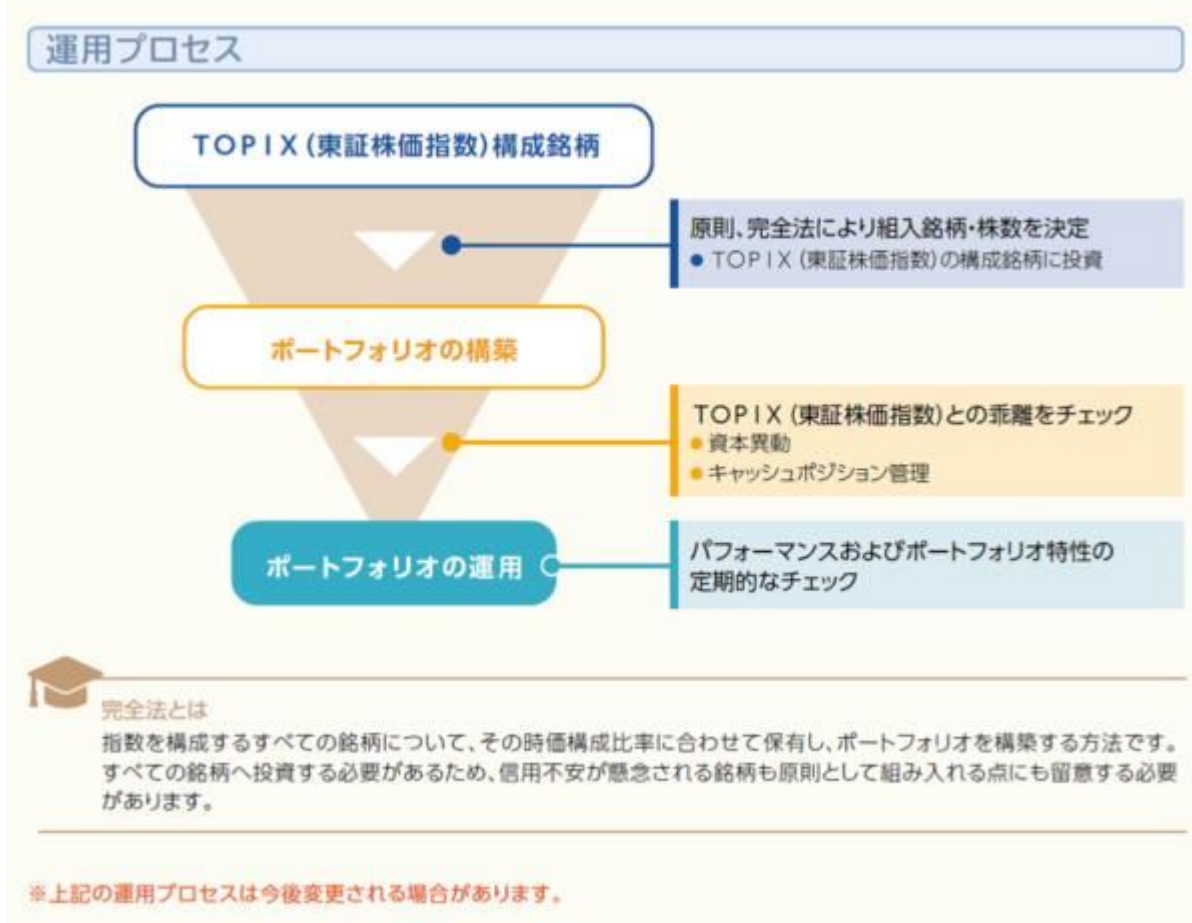 運用プロセス
TOPIX(東証株価指数)構成銘柄
原則、完全法により組入銘柄・株数を決定
● TOPIX(東証株価指数)の構成銘柄に投資
ポートフォリオの構築
TOPIX(東証株価指数)との乖離をチェック
● 資本異動
● キャッシュポジション管理
ポートフォリオの運用
パフォーマンスおよびポートフォリオ特性の
定期的なチェック
完全法とは
指数を構成するすべての銘柄について、その時価構成比率に合わせて保有し、ポートフォリオを構築する方法です。
すべての銘柄へ投資する必要があるため、信用不安が懸念される銘柄も原則として組み入れる点にも留意する必要
があります。
※上記の運用プロセスは今後変更される場合があります。